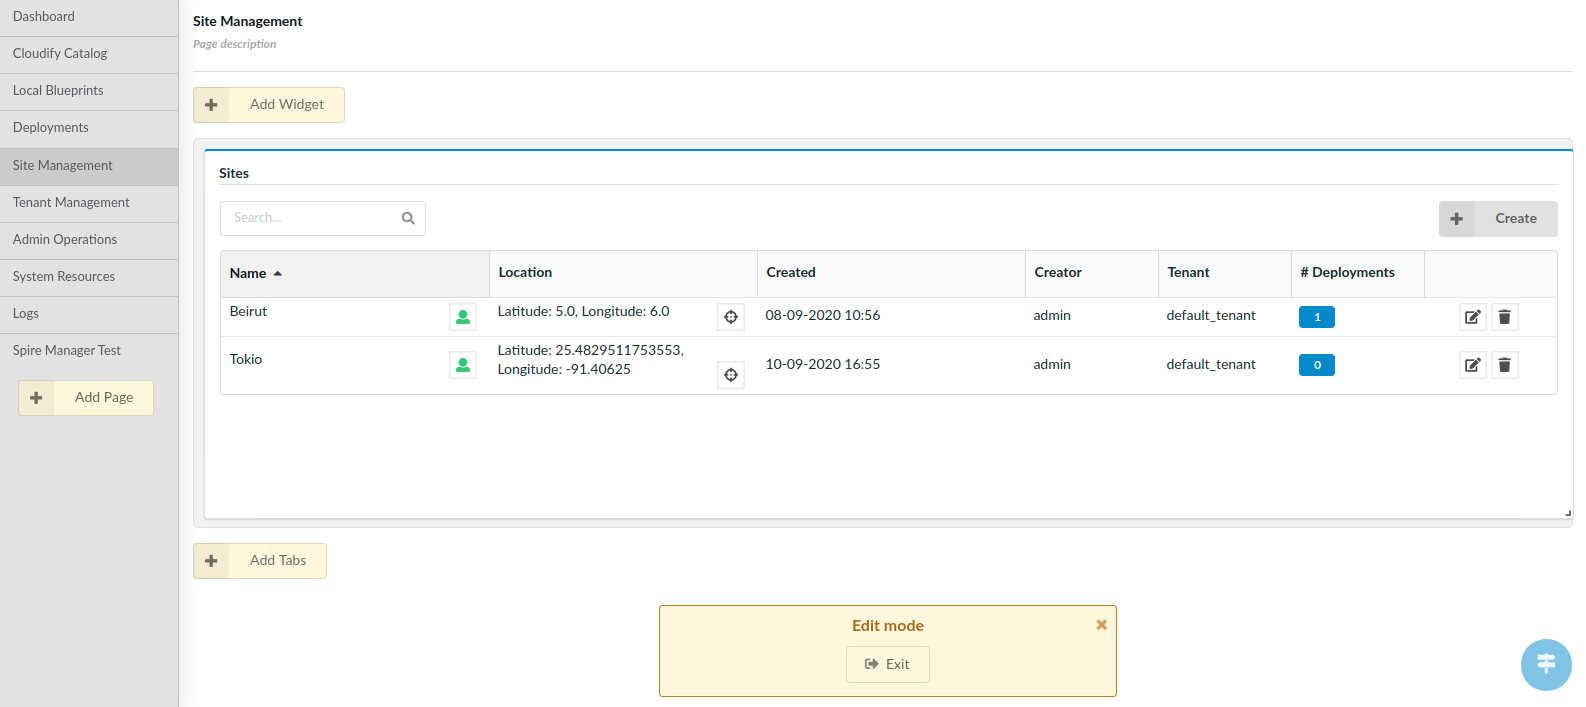 Dashboard
Cloudify Catalog
Local Blueprints
Deployments
Site Management
Tenant Management
Admin Operations
System Resources
Logs
Spire Manager Test
Add Page
Site Management
Page description
Add Widget
Sites
Search...
Create
Name Location Created Creator Tenant # Deployments
Beirut Latitude: 5.0, Longitude: 6.0 08-09-2020 10:56 admin default_tenant 1
Tokio Latitude: 25.4829511753553, 10-09-2020 16:55 admin default_tenant 0
Longitude: -91.40625
Add Tabs
Edit mode
Exit